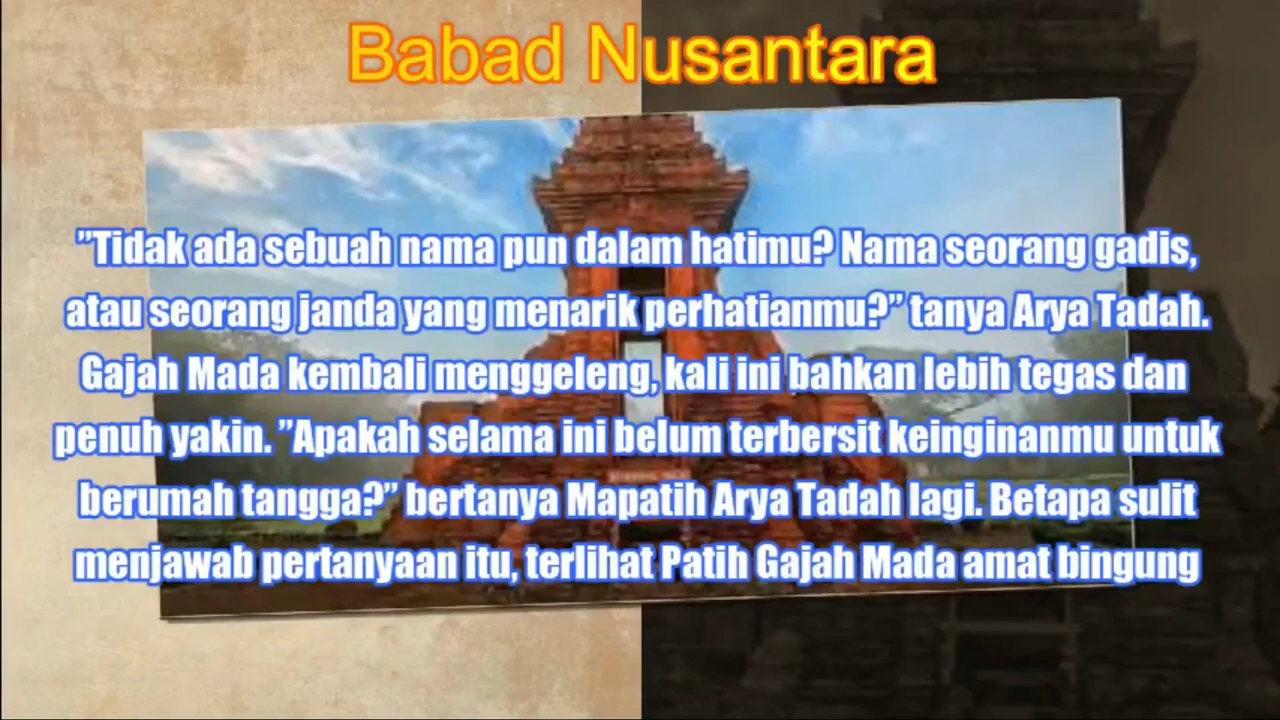 Babad Nusantara
”Tidak ada sebuah nama pun dalam hatimu? Nama seorang gadis,
atau seorang janda yang menarik perhatianmu?” tanya Arya Tadah.
Gajah Mada kembali menggeleng, kali ini bahkan lebih tegas dan
penuh yakin. ”Apakah selama ini belum terbersit keinginanmu untuk
berumah tangga?” bertanya Mapatih Arya Tadah lagi. Betapa sulit
menjawab pertanyaan itu, terlihat Patih Gajah Mada amat bingung